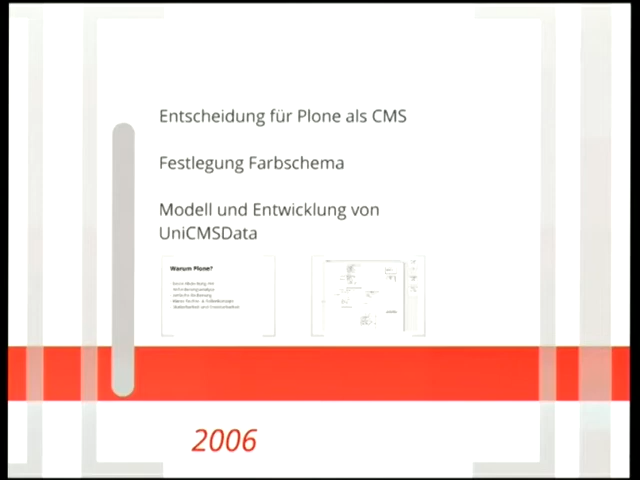 Entscheidung für Plone als CMS
Festlegung Farbschema
Modell und Entwicklung von
UniCMSData
Warum Plone?
2006